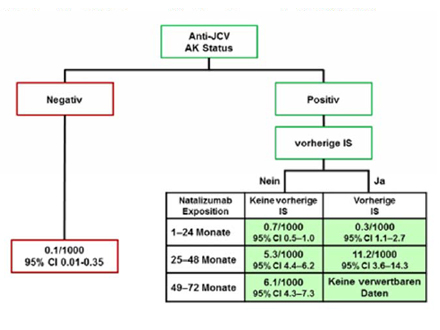 Anti-JCV
AK Status
Negativ
Positiv
vorherige IS
Nein
Ja
Natalizumab
Exposition
Keine vorherige
IS
Vorherige
IS
1–24 Monate
0.7/1000
95% CI 0.5–1.0
0.3/1000
95% CI 1.1–2.7
25–48 Monate
5.3/1000
95% CI 4.4–6.2
11.2/1000
95% CI 3.6–14.3
49–72 Monate
6.1/1000
95% CI 4.3–7.3
Keine verwertbaren
Daten
0.1/1000
95% CI 0.01-0.35